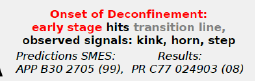 Onset of Deconfinement:
early stage hits transition line,
observed signals: kink, horn, step
Predictions SMES: Results:
APP B30 2705 (99), PR C77 024903 (08)